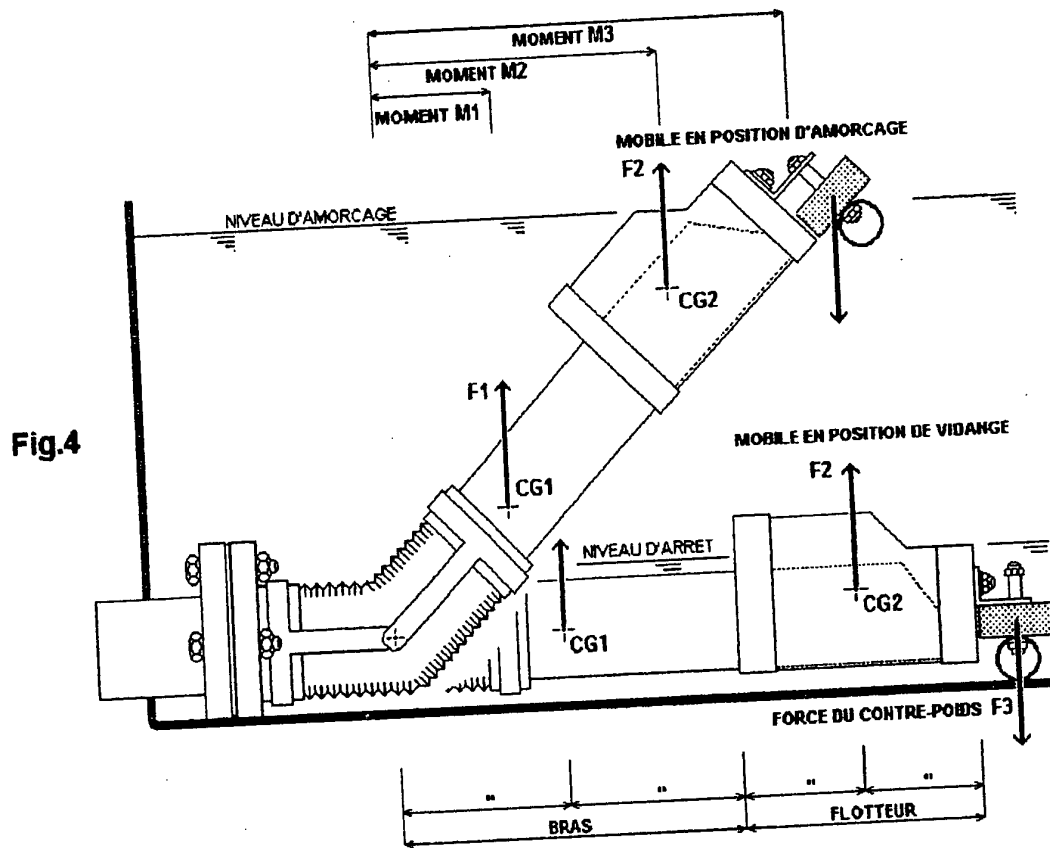 MOMENT M3
MOMENT M2
MOMENT M1
MOBILE EN POSITION D'AMORCAGE
F2
NIVEAU D'AMORCAGE
CG2
F1
Fig.4
MOBILE EN POSITION DE VIDANGE
F2
CG1
NIVEAU D'ARRET
CG2
CG1
FORCE DU CONTRE-POIDS F3
" " " "
BRAS FLOTTEUR